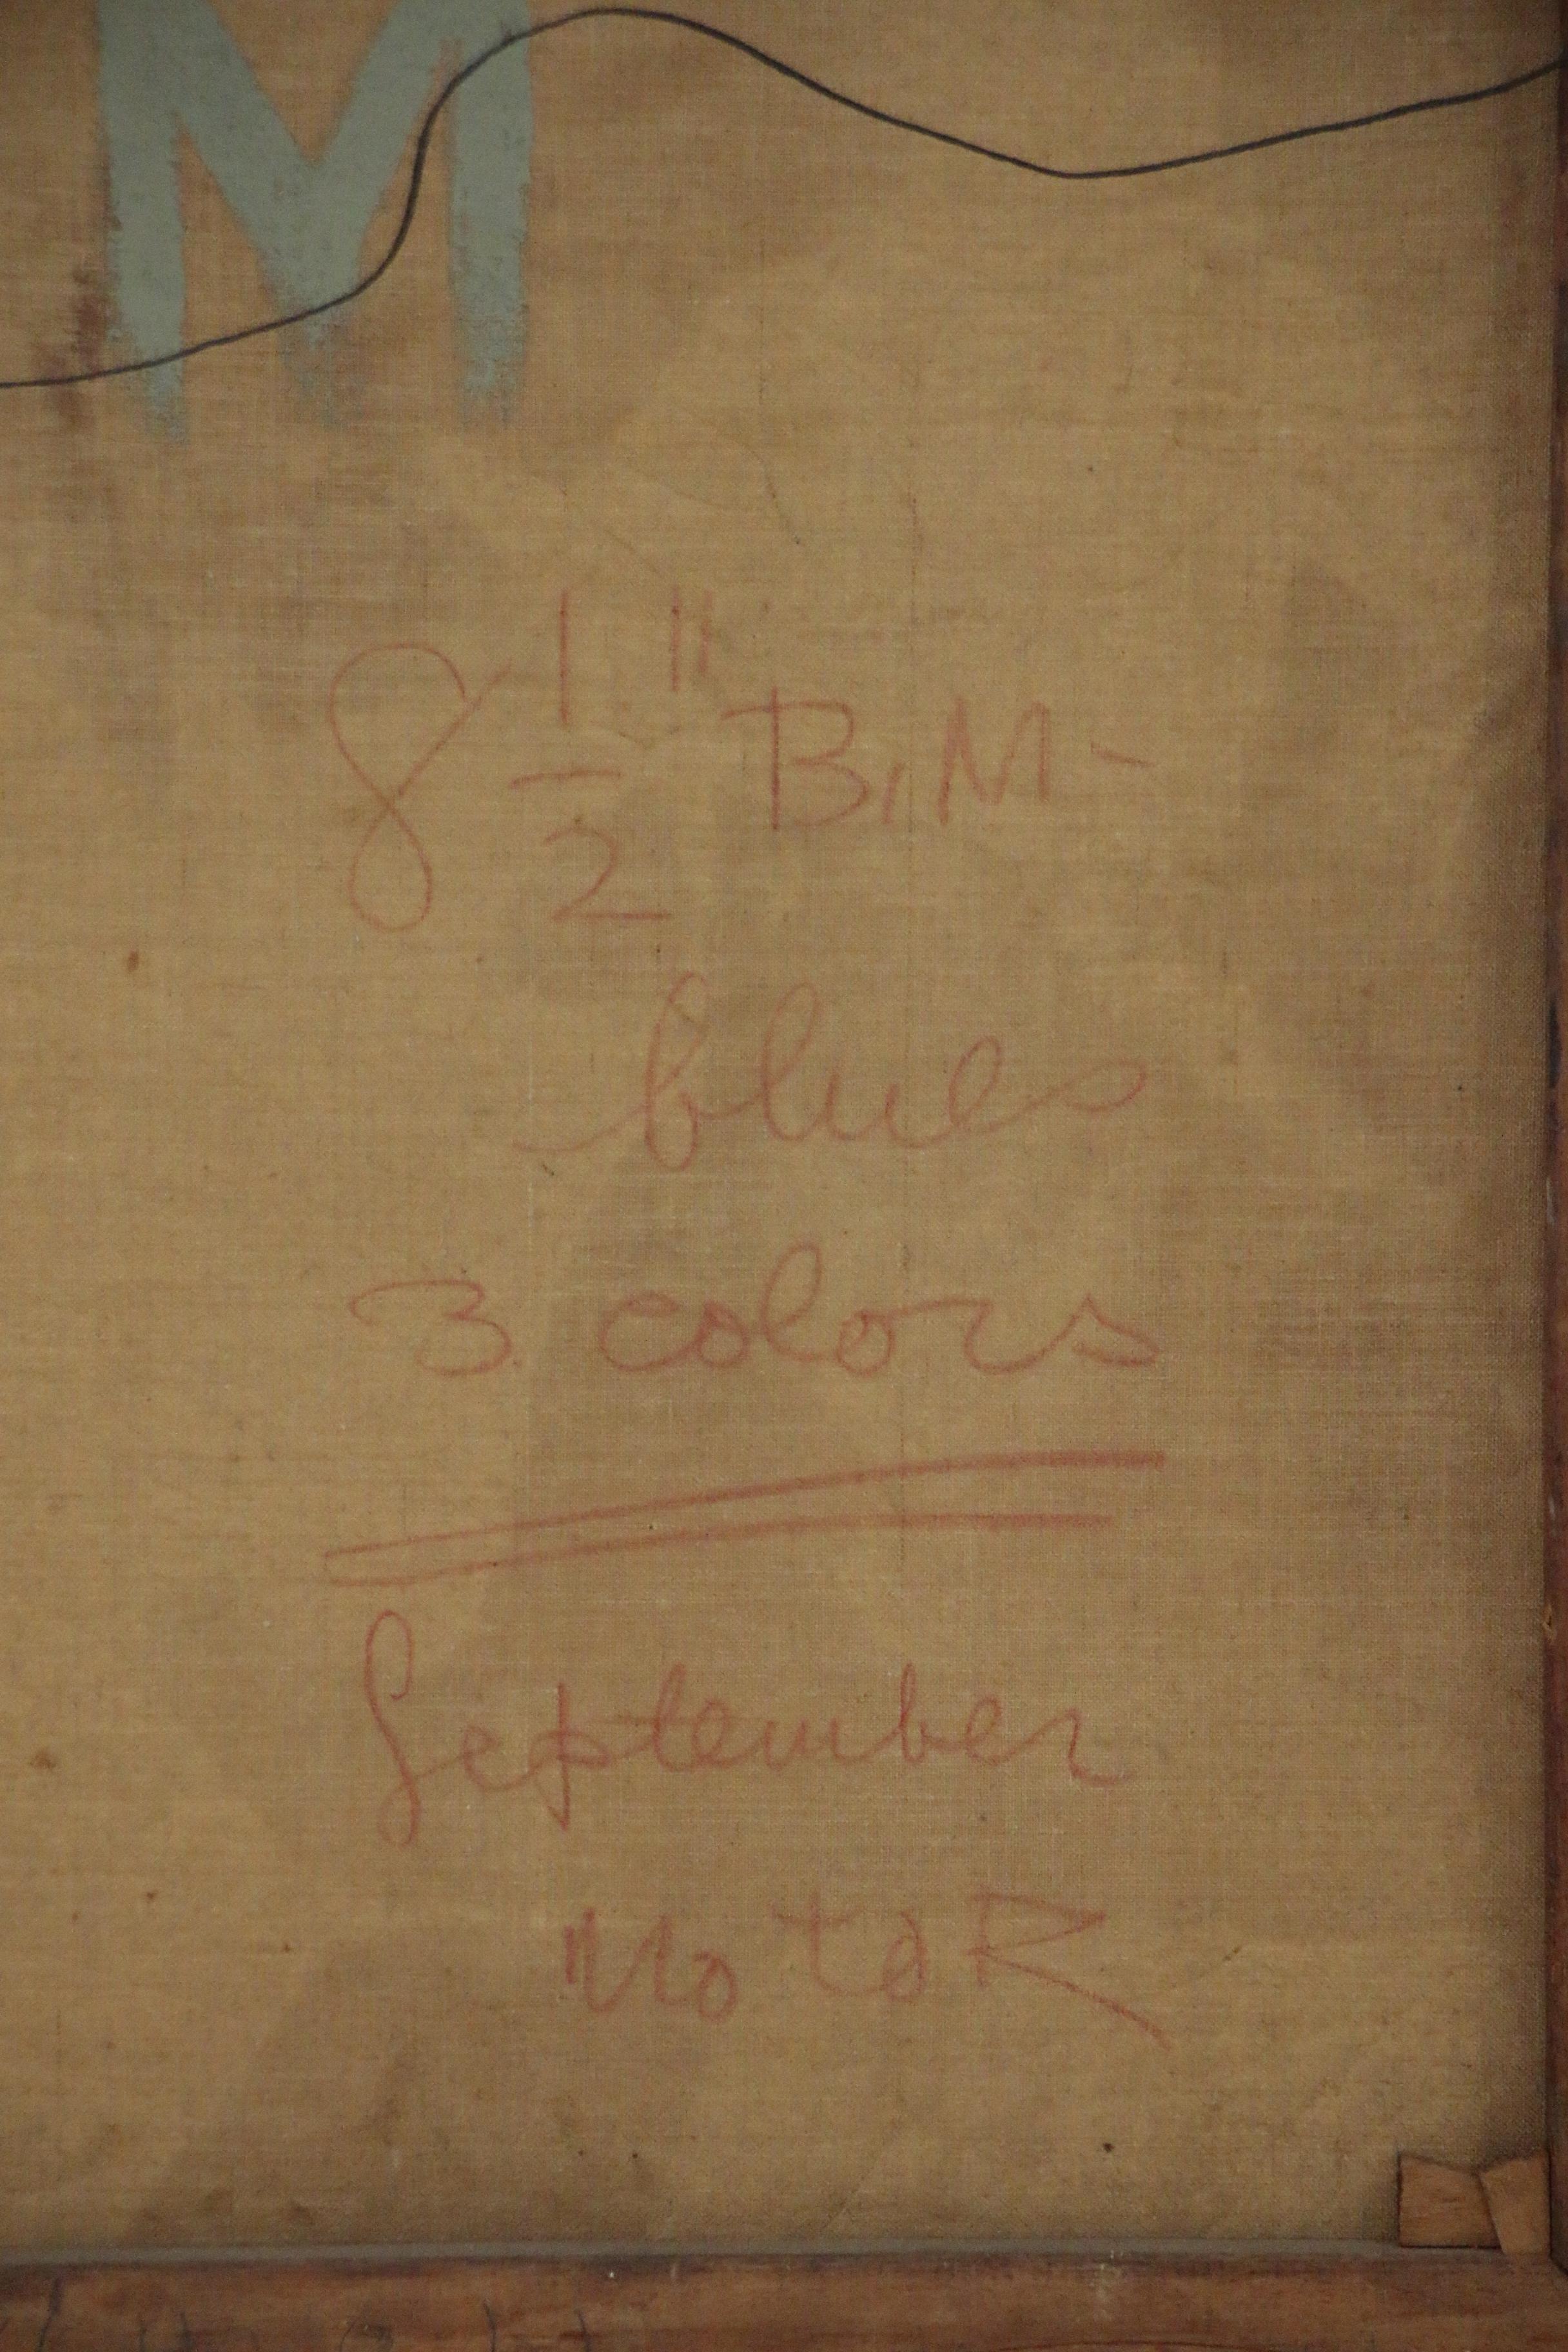 M
8 1/2" B.M-
blues
3 colors
September
MotoR